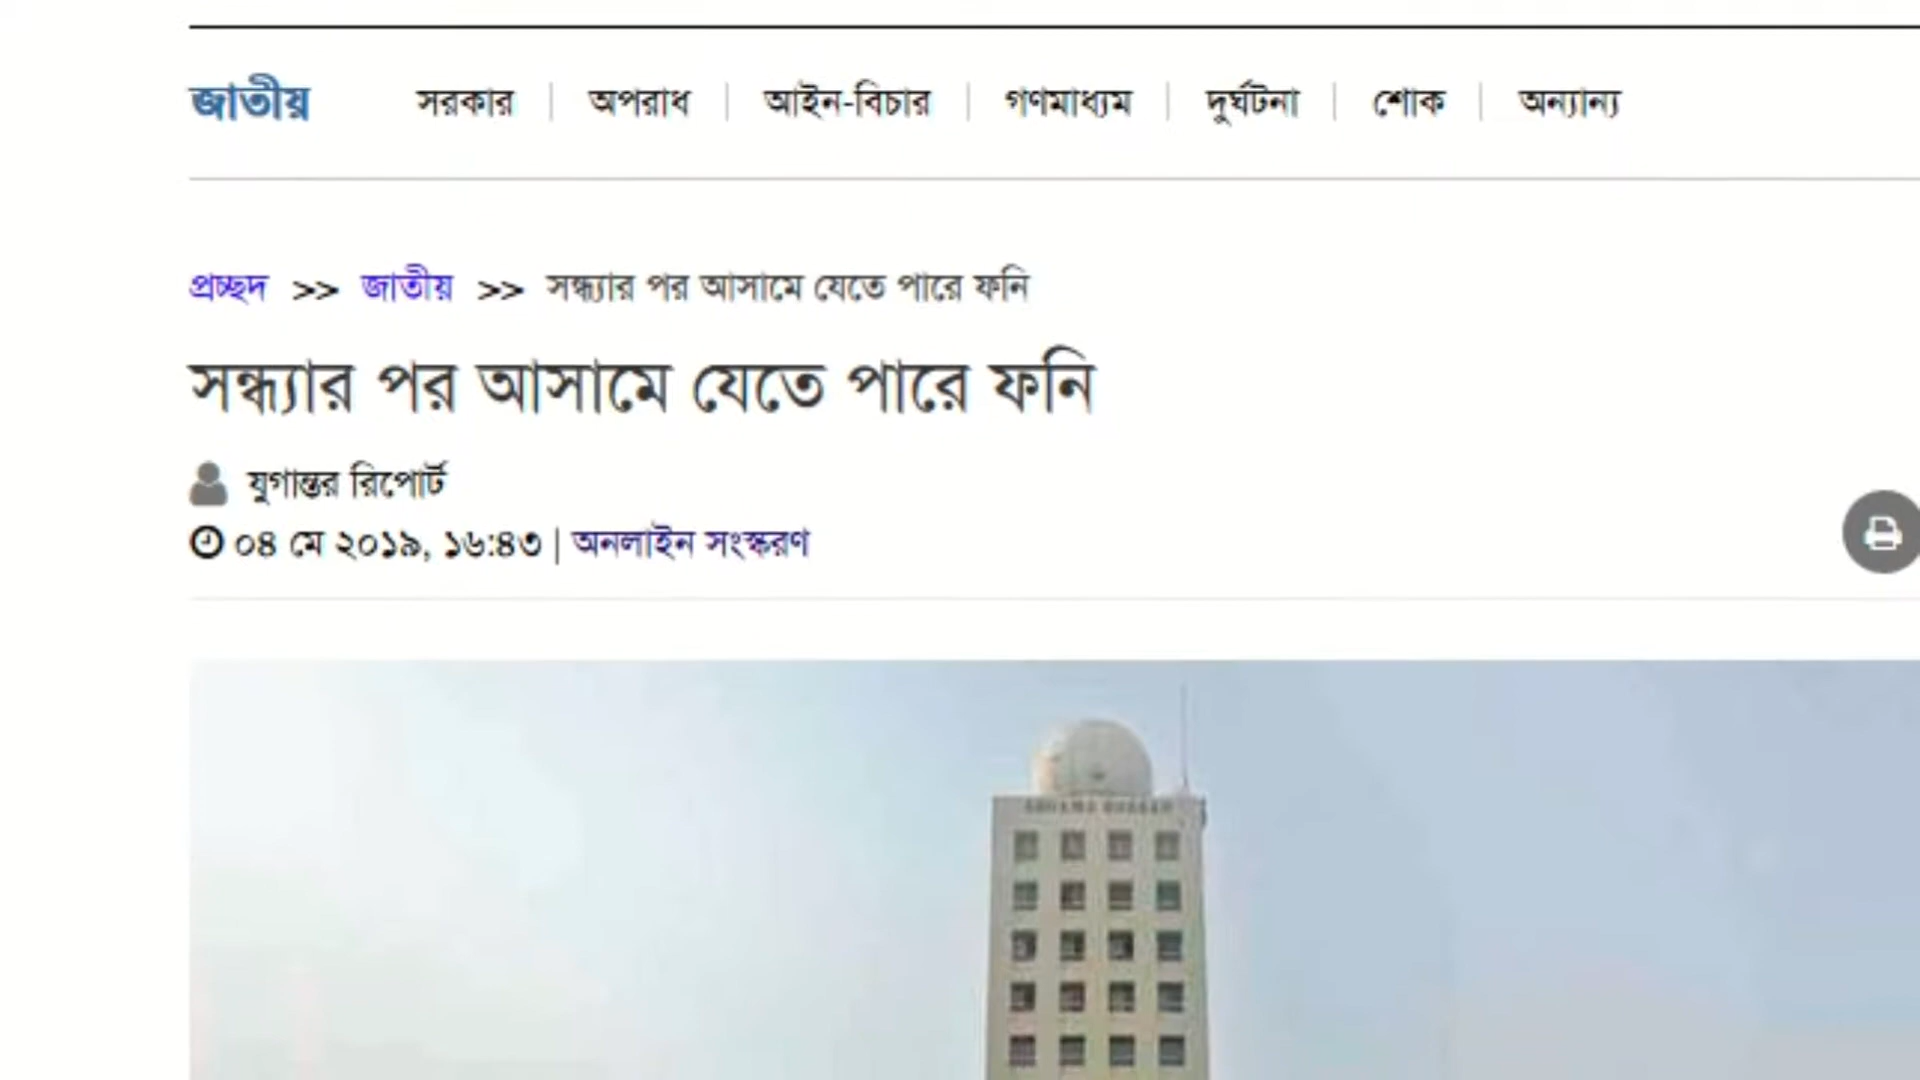 জাতীয় সরকার | অপরাধ | আইন-বিচার | গণমাধ্যম | দুর্ঘটনা | শোক | অন্যান্য
প্রচ্ছদ >> জাতীয় >> সন্ধ্যার পর আসামে যেতে পারে ফনি
সন্ধ্যার পর আসামে যেতে পারে ফনি
যুগান্তর রিপোর্ট
০৪ মে ২০১৯, ১৬:৪৩ | অনলাইন সংস্করণ